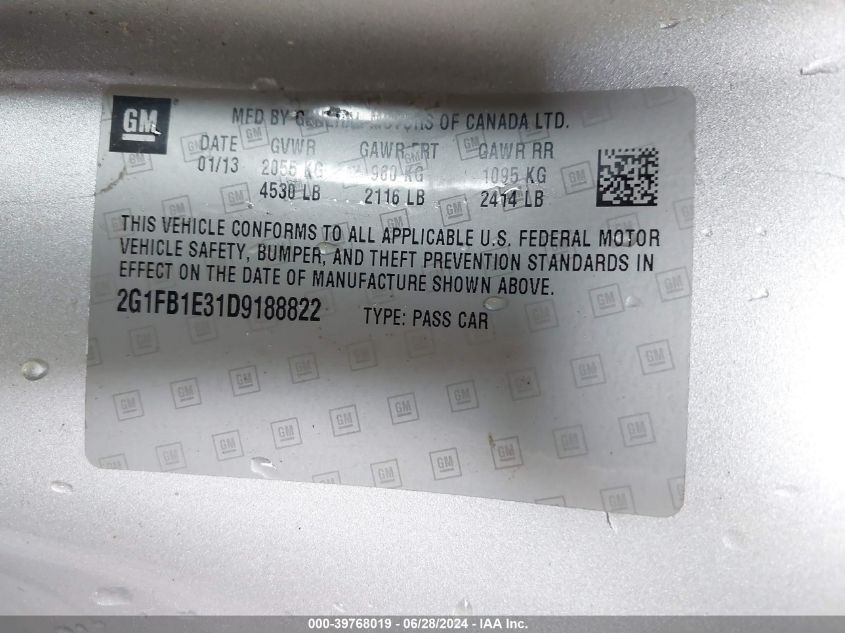 GM
MFD BY GENERAL MOTORS OF CANADA LTD.
DATE GVWR GAWR FRT GAWR RR
01/13 2055 KG 960 KG 1095 KG
4530 LB 2116 LB 2414 LB
THIS VEHICLE CONFORMS TO ALL APPLICABLE U.S. FEDERAL MOTOR
VEHICLE SAFETY, BUMPER, AND THEFT PREVENTION STANDARDS IN
EFFECT ON THE DATE OF MANUFACTURE SHOWN ABOVE.
2G1FB1E31D9188822 TYPE: PASS CAR
000-39768019 / 06/28/2024 - IAA Inc.